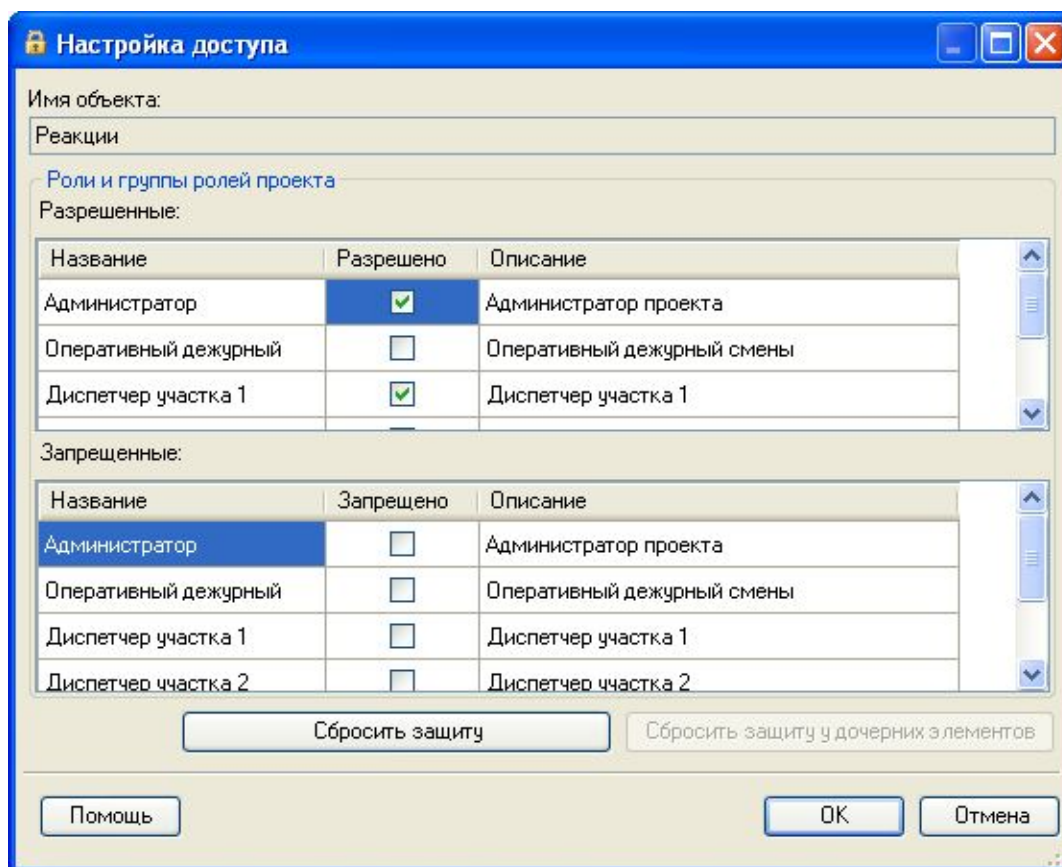 Настройка доступа
Имя объекта:
Реакции
Роли и группы ролей проекта
Разрешенные:
Название Разрешено Описание
Администратор Администратор проекта
Оперативный дежурный Оперативный дежурный смены
Диспетчер участка 1 Диспетчер участка 1
Запрещенные:
Название Запрещено Описание
Администратор Администратор проекта
Оперативный дежурный Оперативный дежурный смены
Диспетчер участка 1 Диспетчер участка 1
Диспетчер участка 2 Диспетчер участка 2
Сбросить защиту Сбросить защиту у дочерних элементов
Помощь OK Отмена